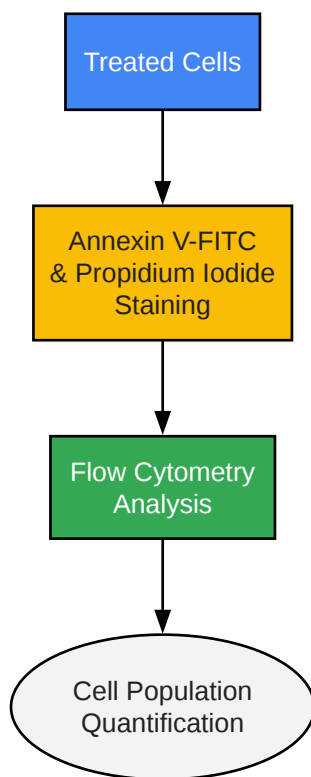 Treated Cells
Annexin V-FITC
& Propidium Iodide
Staining
Flow Cytometry
Analysis
Cell Population
Quantification